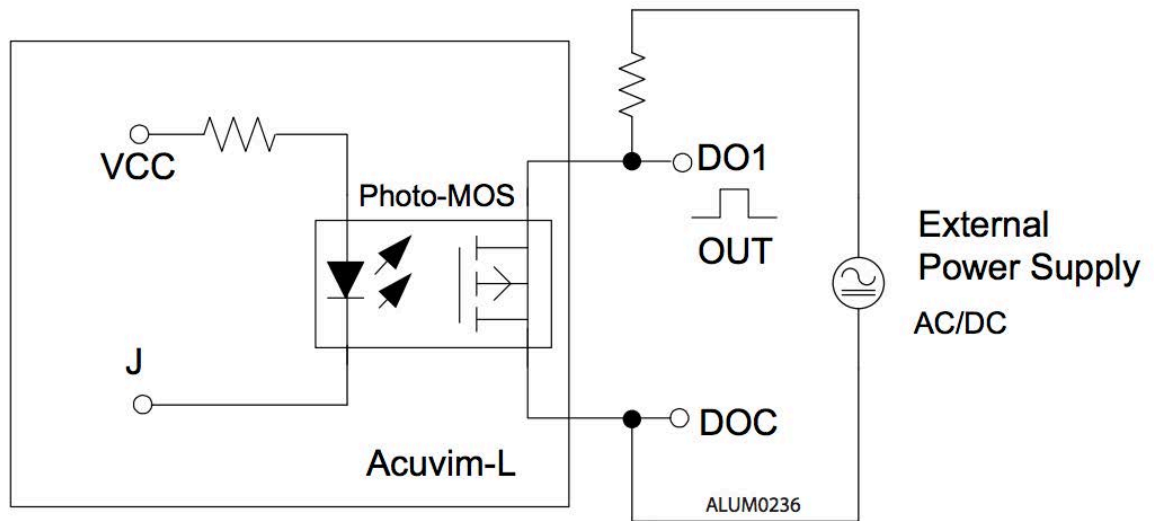 VCC
Photo-MOS
DO1
OUT
External
Power Supply
AC/DC
J
DOC
Acuvim-L
ALUM0236